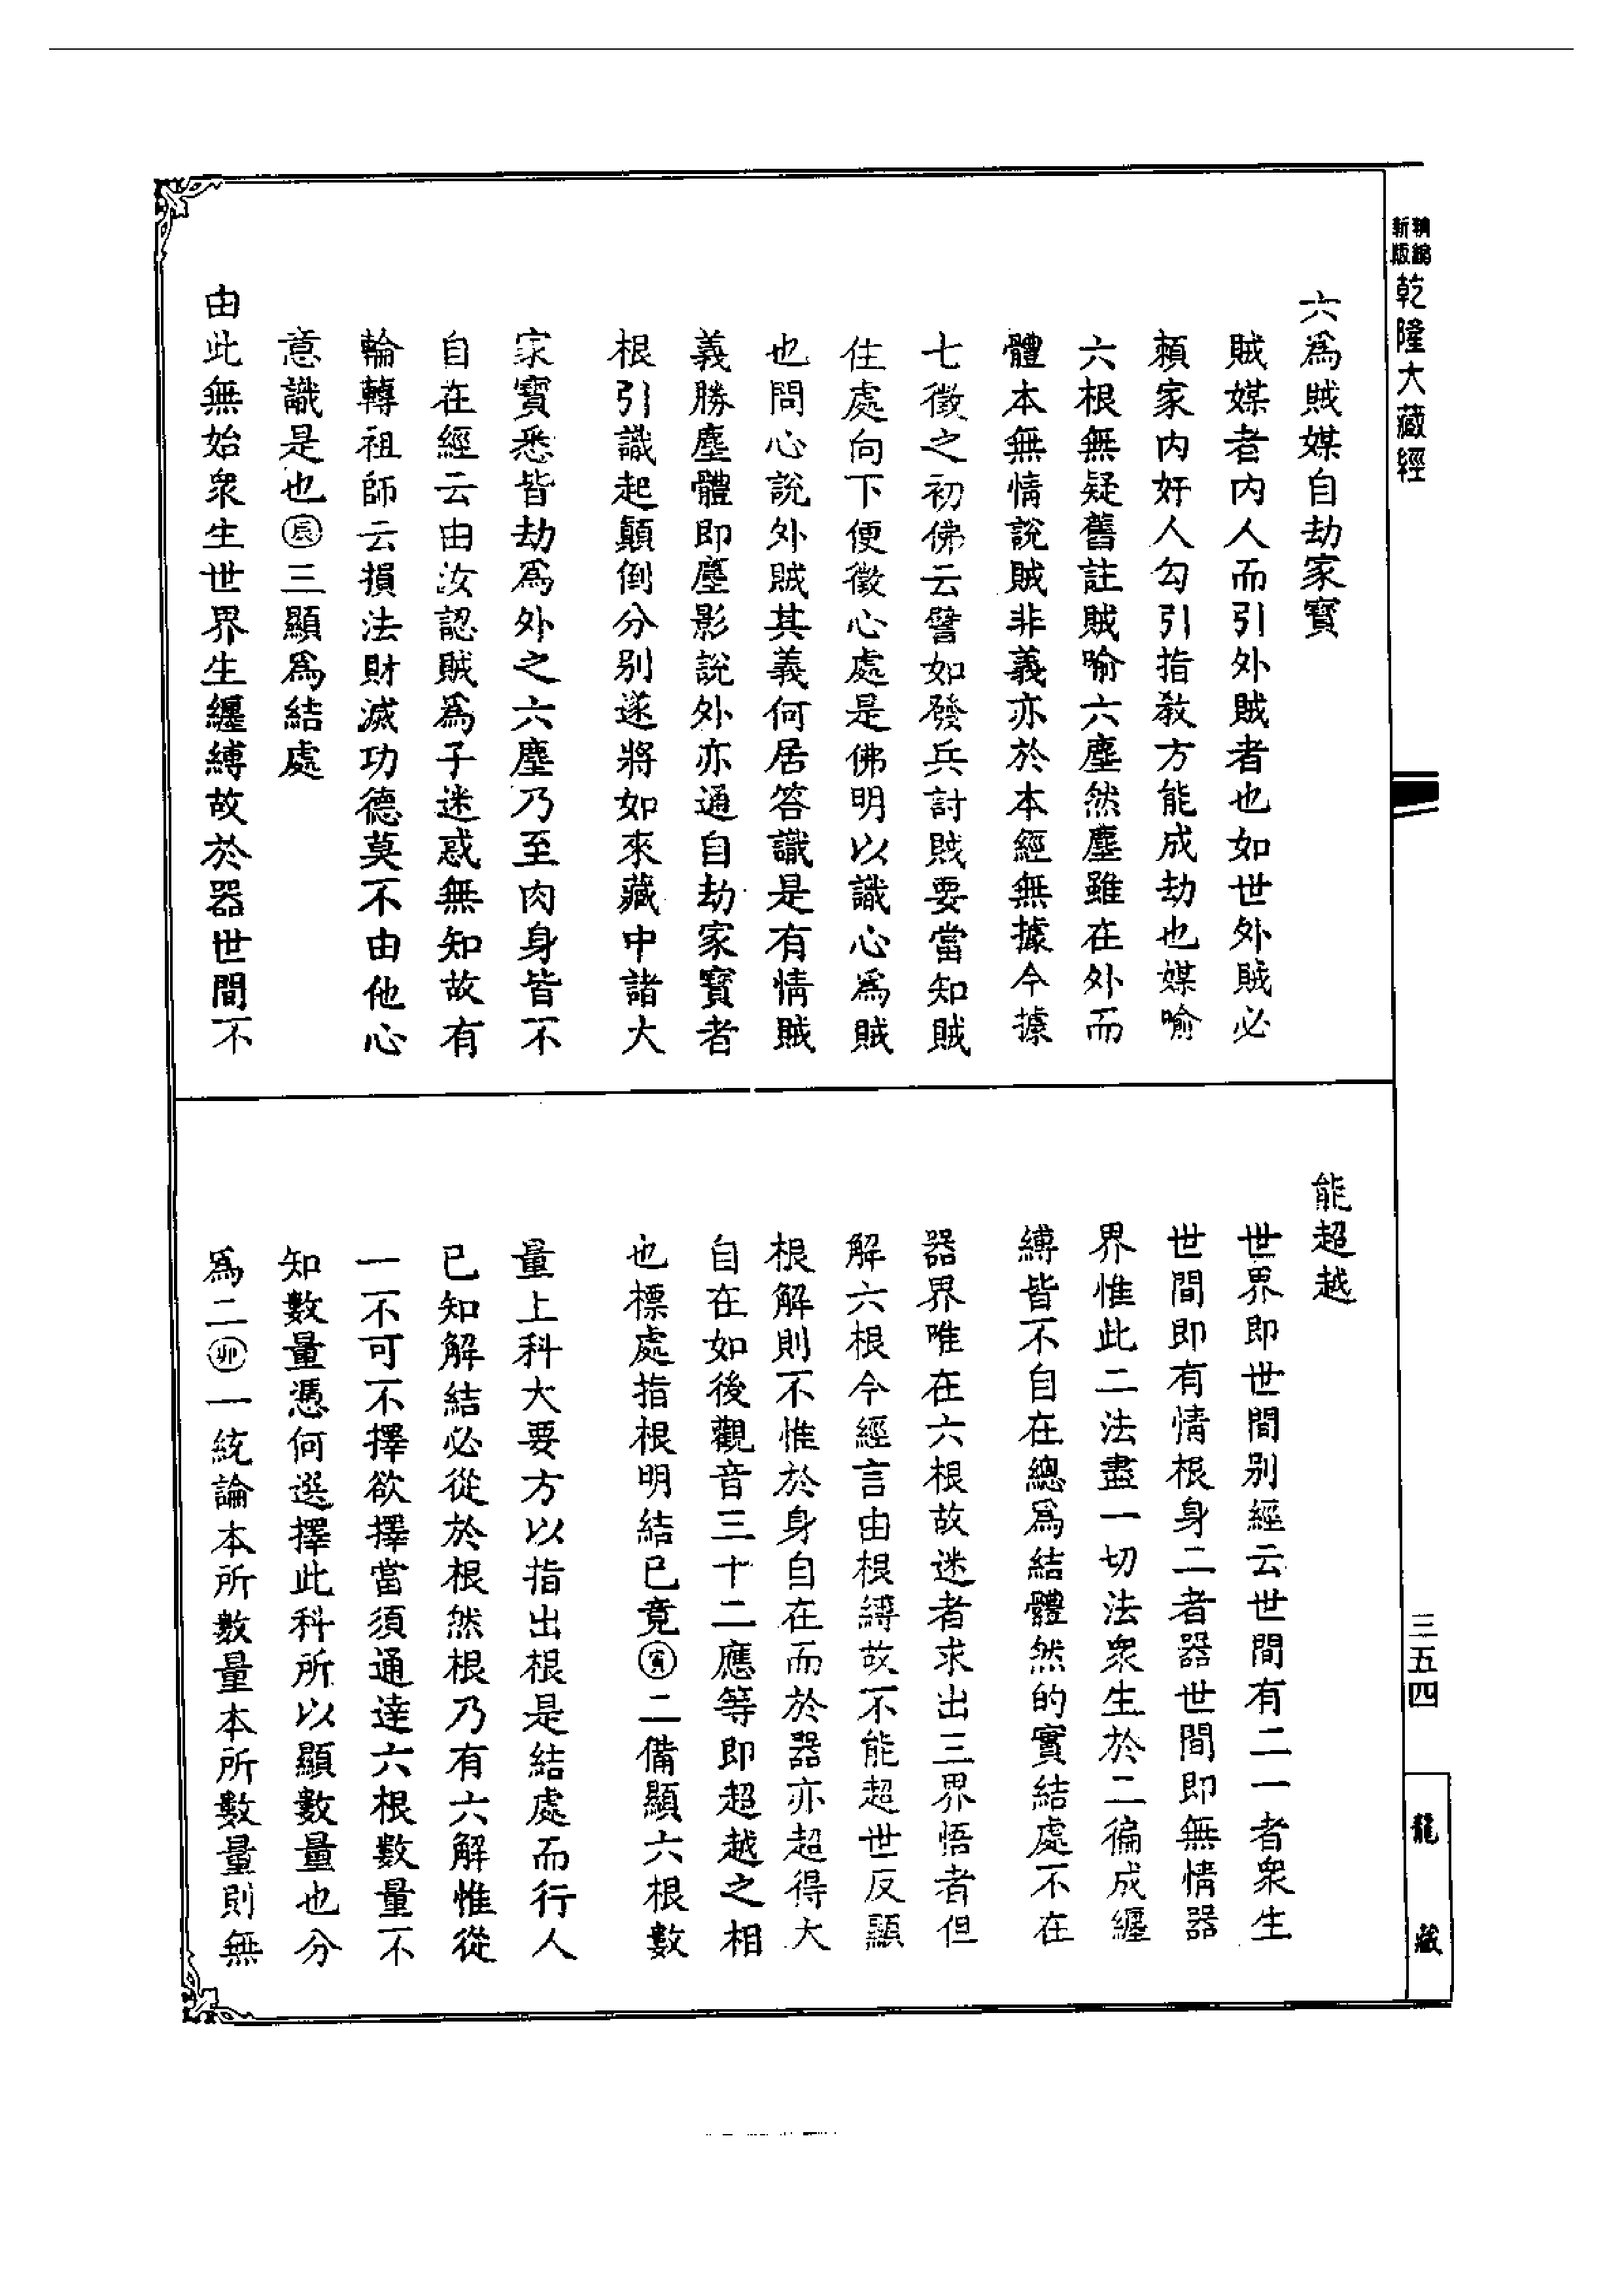 新編
新版
乾隆大藏經
六為賊媒自劫家寶
賊媒者內人而引外賊者也如世外賊必
賴家內奸人勾引指教方能成劫也媒喻
六根無疑舊註賊喻六塵然塵雖在外而
體本無情說賊非義亦於本經無據今據
七徵之初佛云譬如發兵討賊要當知賊
住處向下便徵心處是佛明以識心為賊
也問心說外賊其義何居答識是有情賊
義勝塵體即塵影說外亦通自劫家寶者
根引識起顛倒分別遂將如來藏中諸大
家寶悉皆劫為外之六塵乃至肉身皆不
自在經云由汝認賊為子迷惑無知故有
輪轉祖師云損法財滅功德莫不由他心
意識是也㊀三顯為結處
由此無始眾生世界生纏縛故於器世間不
能超越
世界即世間別經云世間有二一者眾生
世間即有情根身二者器世間即無情器
界惟此二法盡一切法眾生於二徧成纏
縛皆不自在總為結體然的實結處不在
器界唯在六根故迷者求出三界悟者但
解六根今經言由根縛故不能超世反顯
根解則不惟於身自在而於器亦超得大
自在如後觀音三十二應等即超越之相
也標處指根明結已竟寅二備顯六根數
量上科大要方以指出根是結處而行人
已知解結必從於根然根乃有六解惟從
一不可不擇欲擇當須通達六根數量不
知數量憑何選擇此科所以顯數量也分
為二卯一統論本所數量本所數量則無
三五四
龍藏